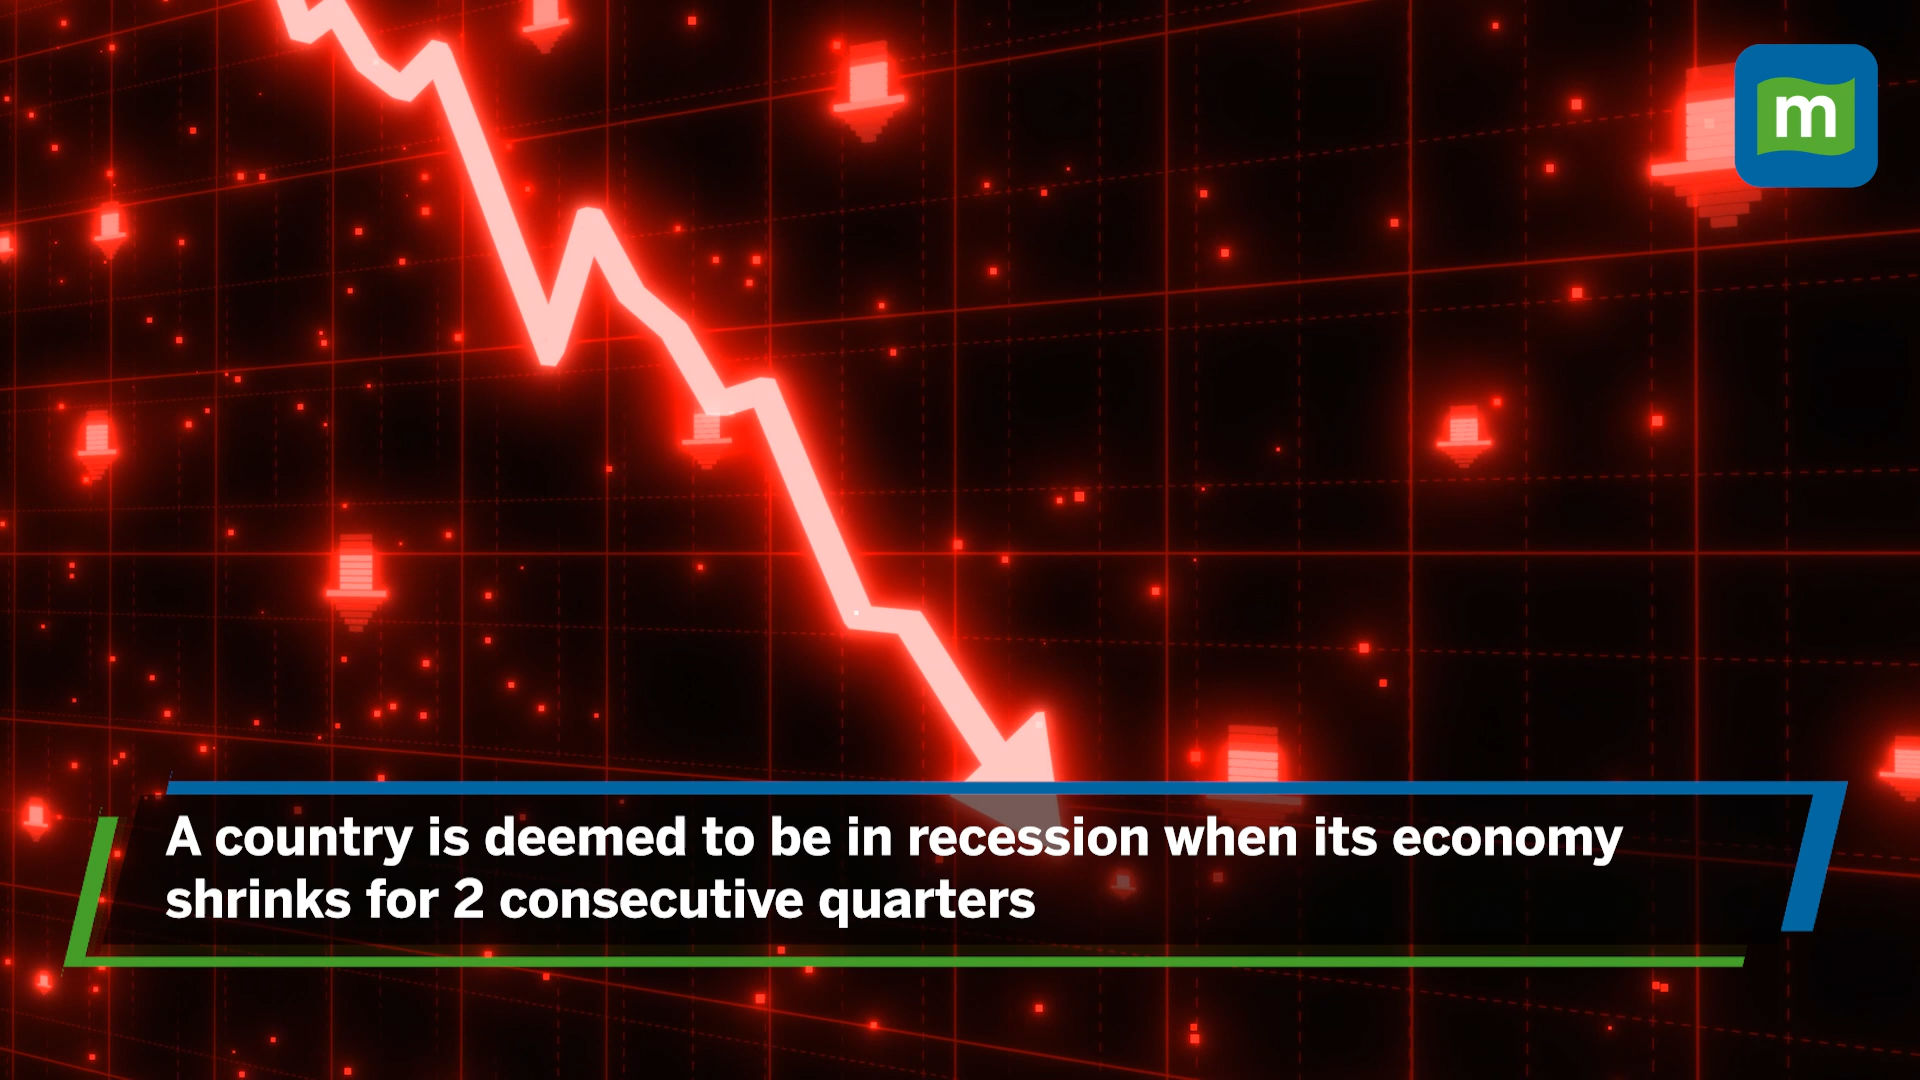 m
A country is deemed to be in recession when its economy
shrinks for 2 consecutive quarters